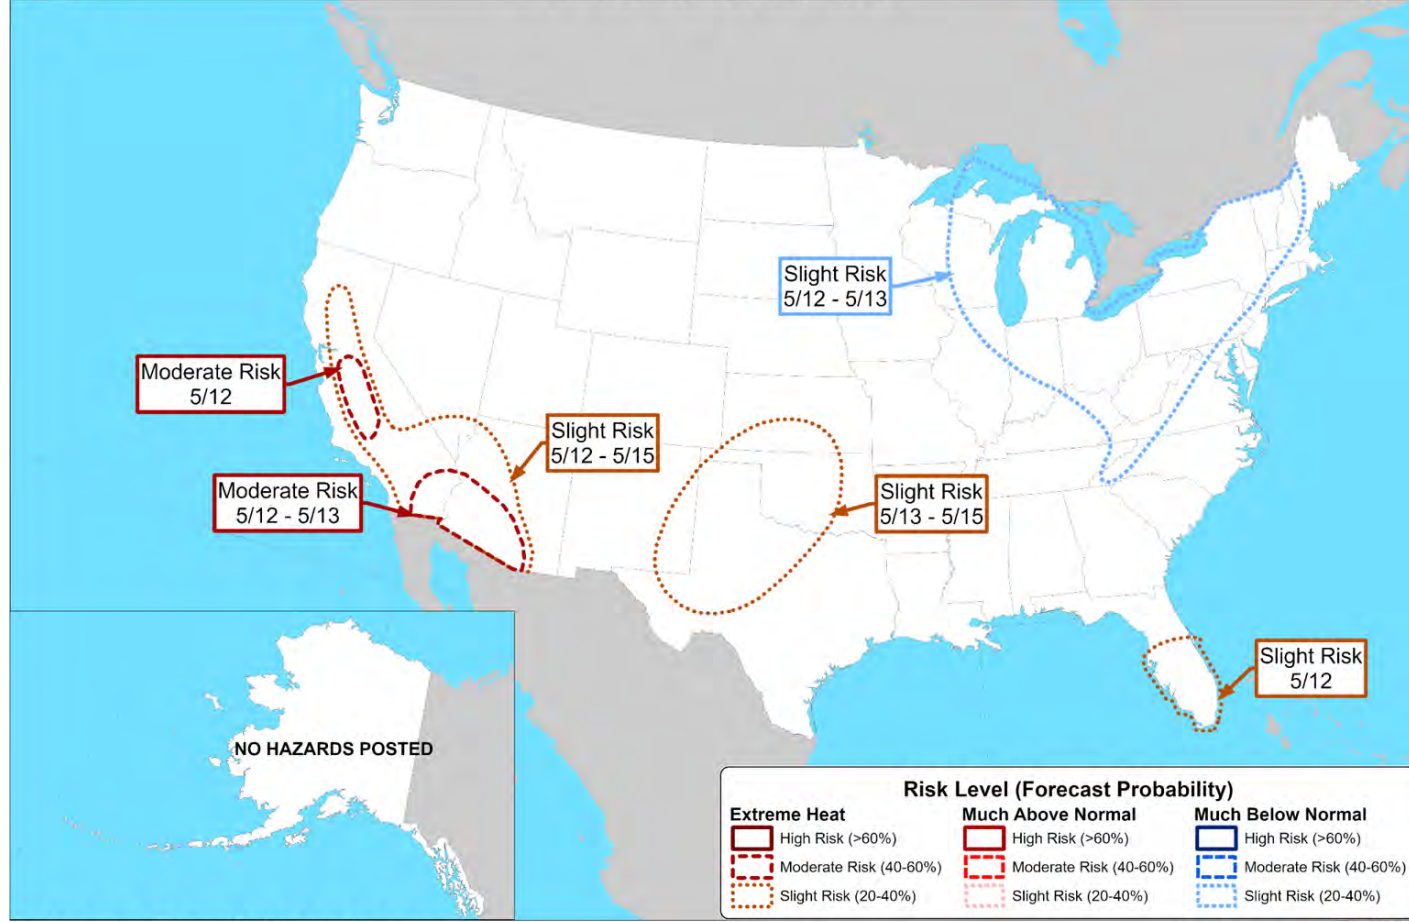 Slight Risk
5/12 - 5/13
Moderate Risk
5/12
Slight Risk
5/12 - 5/15
Moderate Risk
5/12 - 5/13
Slight Risk
5/13 - 5/15
Slight Risk
5/12
NO HAZARDS POSTED
Risk Level (Forecast Probability)
Extreme Heat
High Risk (>60%)
Moderate Risk (40-60%)
Slight Risk (20-40%)
Much Above Normal
High Risk (>60%)
Moderate Risk (40-60%)
Slight Risk (20-40%)
Much Below Normal
High Risk (>60%)
Moderate Risk (40-60%)
Slight Risk (20-40%)